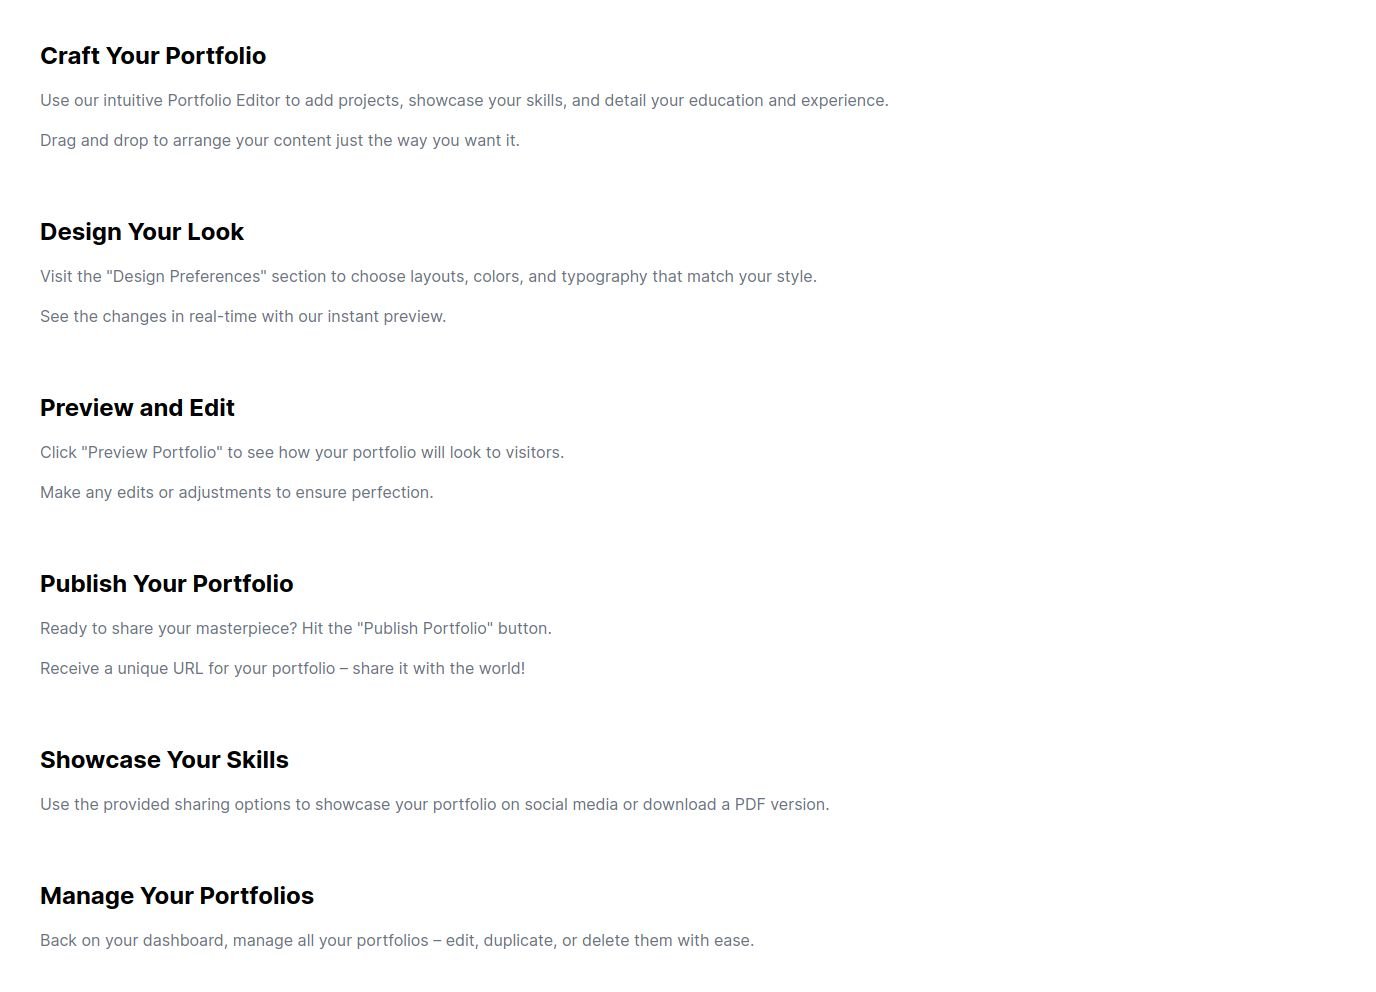 Craft Your Portfolio
Use our intuitive Portfolio Editor to add projects, showcase your skills, and detail your education and experience.
Drag and drop to arrange your content just the way you want it.
Design Your Look
Visit the "Design Preferences" section to choose layouts, colors, and typography that match your style.
See the changes in real-time with our instant preview.
Preview and Edit
Click "Preview Portfolio" to see how your portfolio will look to visitors.
Make any edits or adjustments to ensure perfection.
Publish Your Portfolio
Ready to share your masterpiece? Hit the "Publish Portfolio" button.
Receive a unique URL for your portfolio – share it with the world!
Showcase Your Skills
Use the provided sharing options to showcase your portfolio on social media or download a PDF version.
Manage Your Portfolios
Back on your dashboard, manage all your portfolios – edit, duplicate, or delete them with ease.